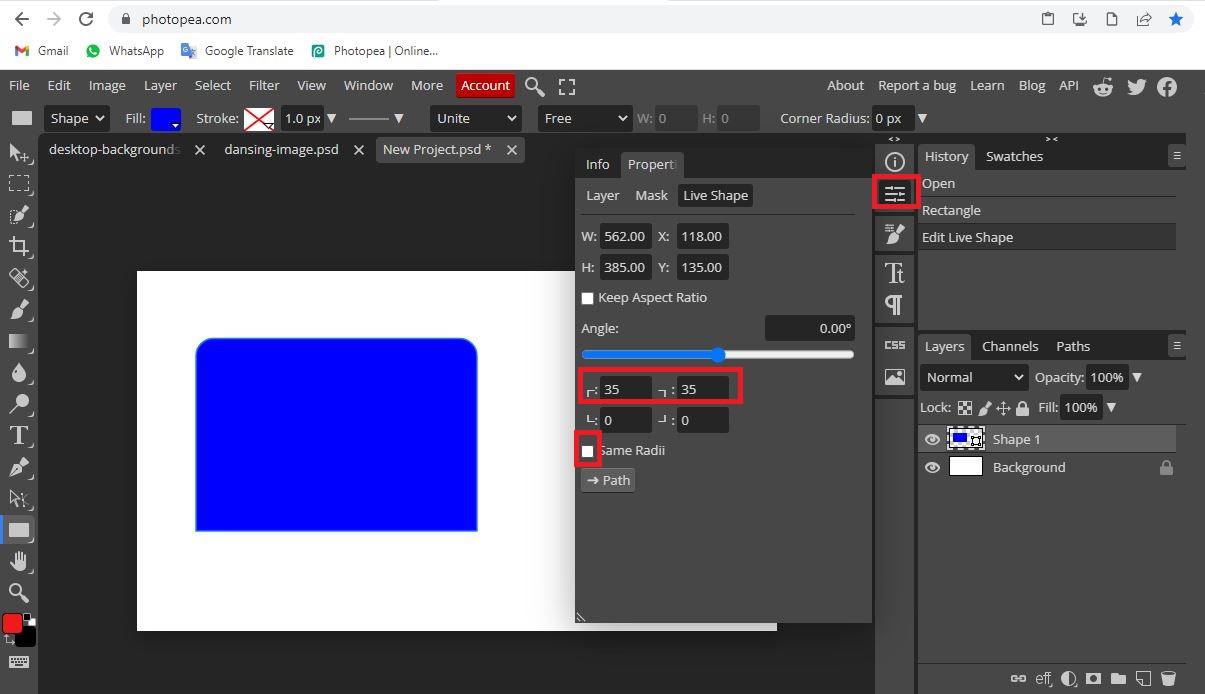 photopea.com
Gmail WhatsApp Google Translate Photopea | Online...
File Edit Image Layer Select Filter View Window More Account About Report a bug Learn Blog API
Shape Fill: Stroke: 1.0 px Unite Free W: 0 H: 0 Corner Radius: 0 px
desktop-backgrounds dansing-image.psd New Project.psd *
Info Properti
Layer Mask Live Shape
W: 562.00 X: 118.00
H: 385.00 Y: 135.00
Keep Aspect Ratio
Angle: 0.00°
35 : 35
0 : 0
Same Radii
➔ Path
CSS
History Swatches
Open
Rectangle
Edit Live Shape
Layers Channels Paths
Normal Opacity: 100%
Lock: Fill: 100%
Shape 1
Background
eff